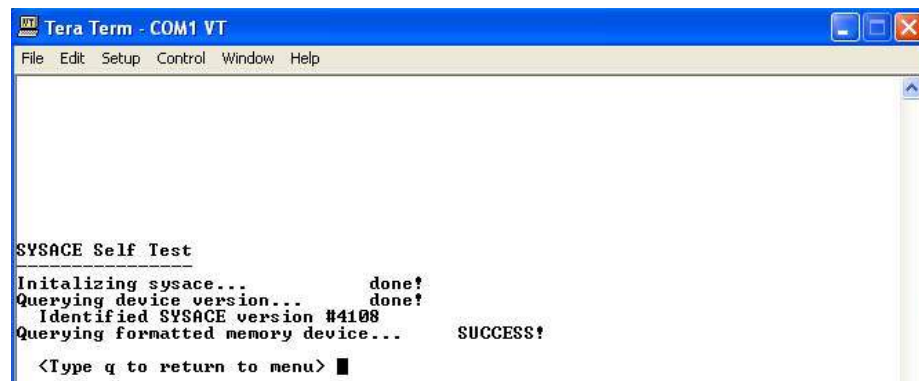 Tera Term - COM1 VT
File Edit Setup Control Window Help
SYSACE Self Test
-----------------
Initalizing sysace... done!
Querying device version... done!
Identified SYSACE version #4108
Querying formatted memory device... SUCCESS!
<Type q to return to menu>